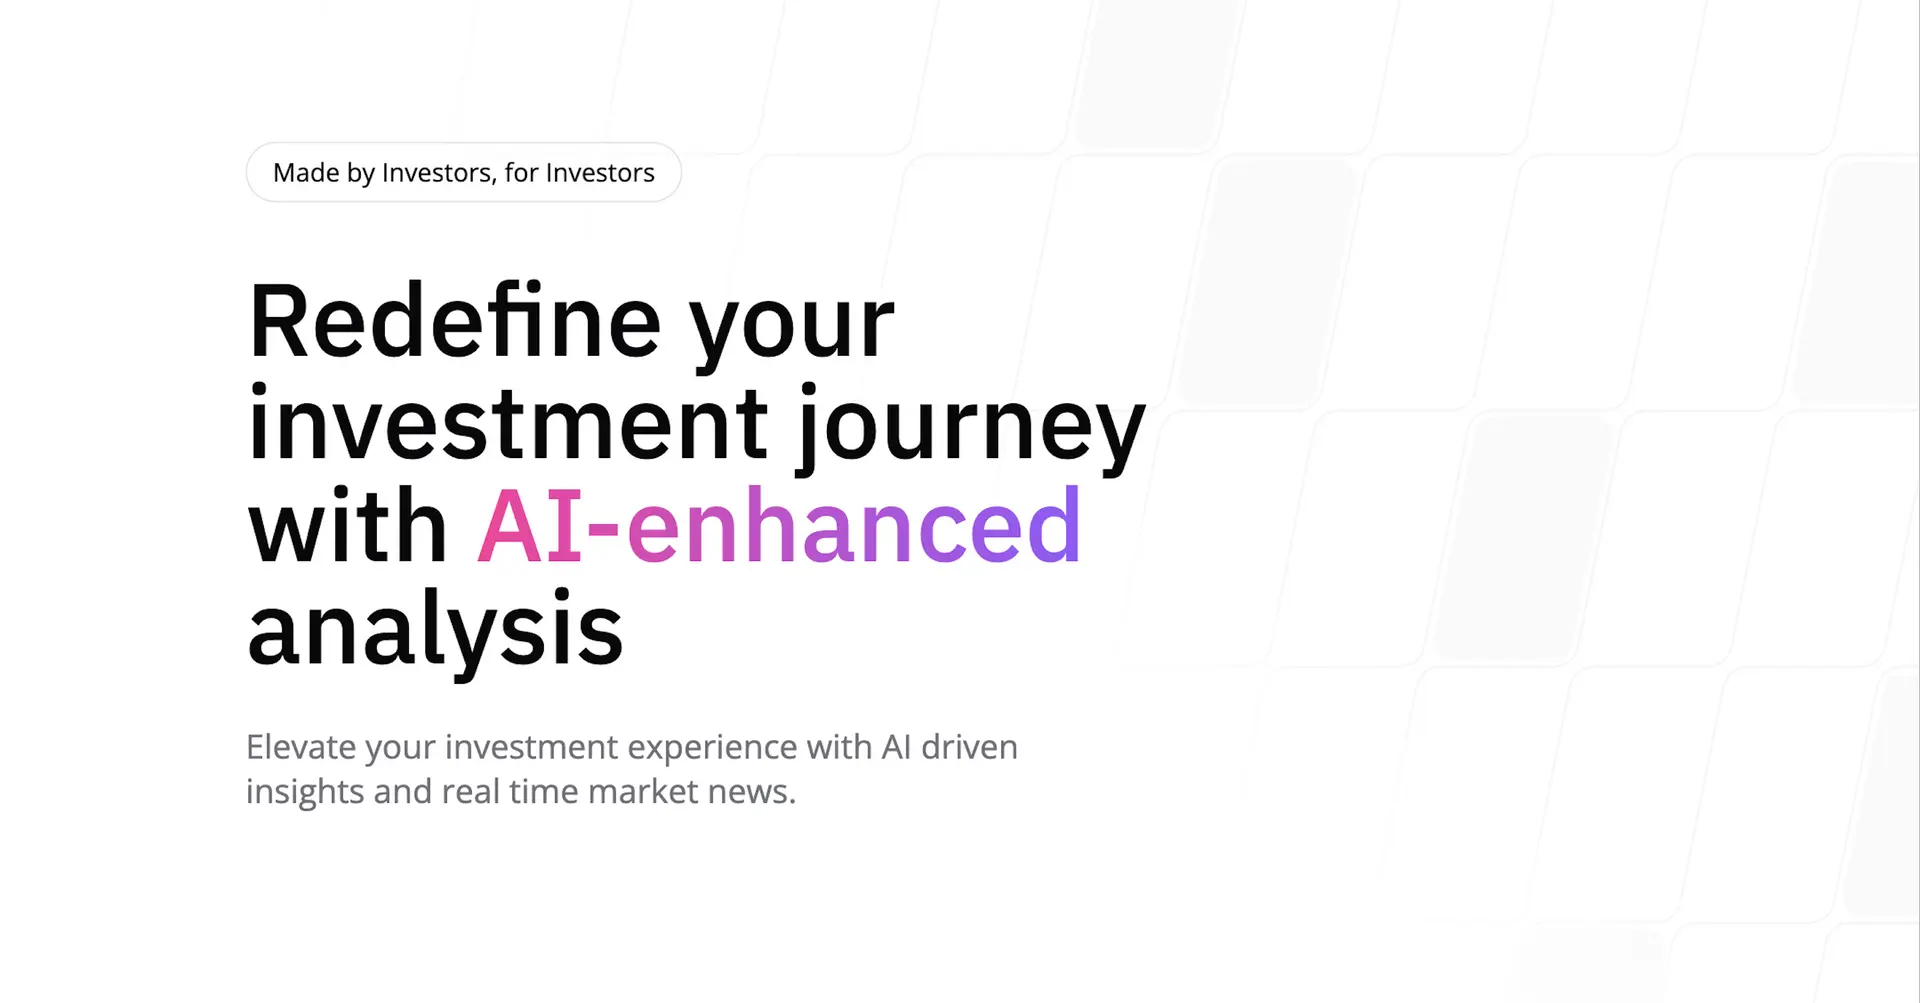 Made by Investors, for Investors
Redefine your
investment journey
with AI-enhanced
analysis
Elevate your investment experience with AI driven
insights and real time market news.